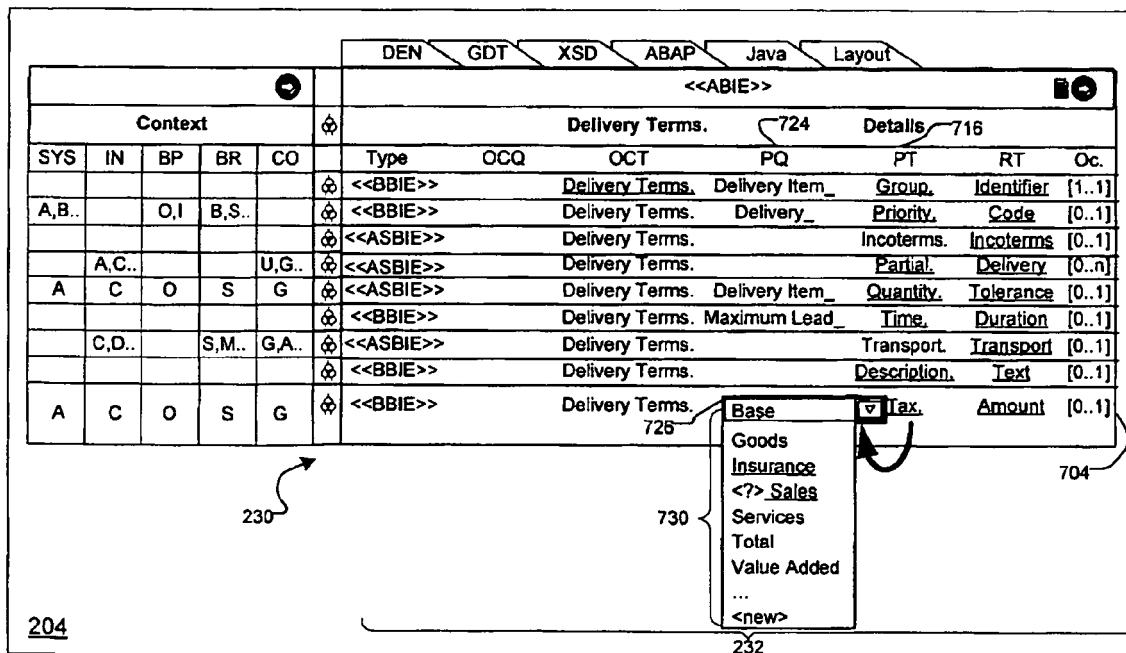 DEN GDT XSD ABAP Java Layout
<<ABIE>>
Context Delivery Terms. 724 Details 716
SYS IN BP BR CO Type OCQ OCT PQ PT RT Oc.
<<BBIE>> Delivery Terms. Delivery Item_ Group. Identifier [1..1]
A,B.. O,I B,S.. <<BBIE>> Delivery Terms. Delivery_ Priority. Code [0..1]
<<ASBIE>> Delivery Terms. Incoterms. Incoterms [0..1]
A,C.. U,G.. <<ASBIE>> Delivery Terms. Partial. Delivery [0..n]
A C O S G <<ASBIE>> Delivery Terms. Delivery Item_ Quantity. Tolerance [0..1]
<<BBIE>> Delivery Terms. Maximum Lead_ Time. Duration [0..1]
C,D.. S,M.. G,A.. <<ASBIE>> Delivery Terms. Transport. Transport [0..1]
<<BBIE>> Delivery Terms. Description. Text [0..1]
A C O S G <<BBIE>> Delivery Terms. Base Tax. Amount [0..1]
726
Goods
Insurance
704
<?> Sales
230 730 Services
Total
Value Added
...
<new>
204
232